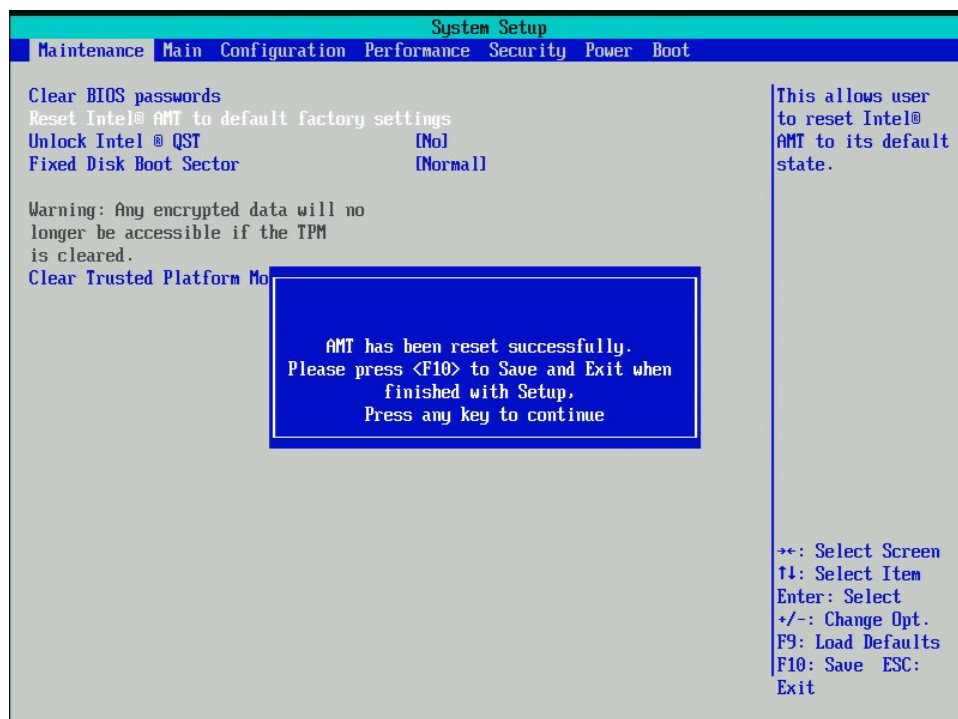 System Setup
Maintenance Main Configuration Performance Security Power Boot
Clear BIOS passwords
Reset Intel® AMT to default factory settings
Unlock Intel ® QST [No]
Fixed Disk Boot Sector [Normal]
Warning: Any encrypted data will no
longer be accessible if the TPM
is cleared.
Clear Trusted Platform Mo
AMT has been reset successfully.
Please press <F10> to Save and Exit when
finished with Setup,
Press any key to continue
This allows user
to reset Intel®
AMT to its default
state.
→←: Select Screen
↑↓: Select Item
Enter: Select
+/-: Change Opt.
F9: Load Defaults
F10: Save ESC:
Exit